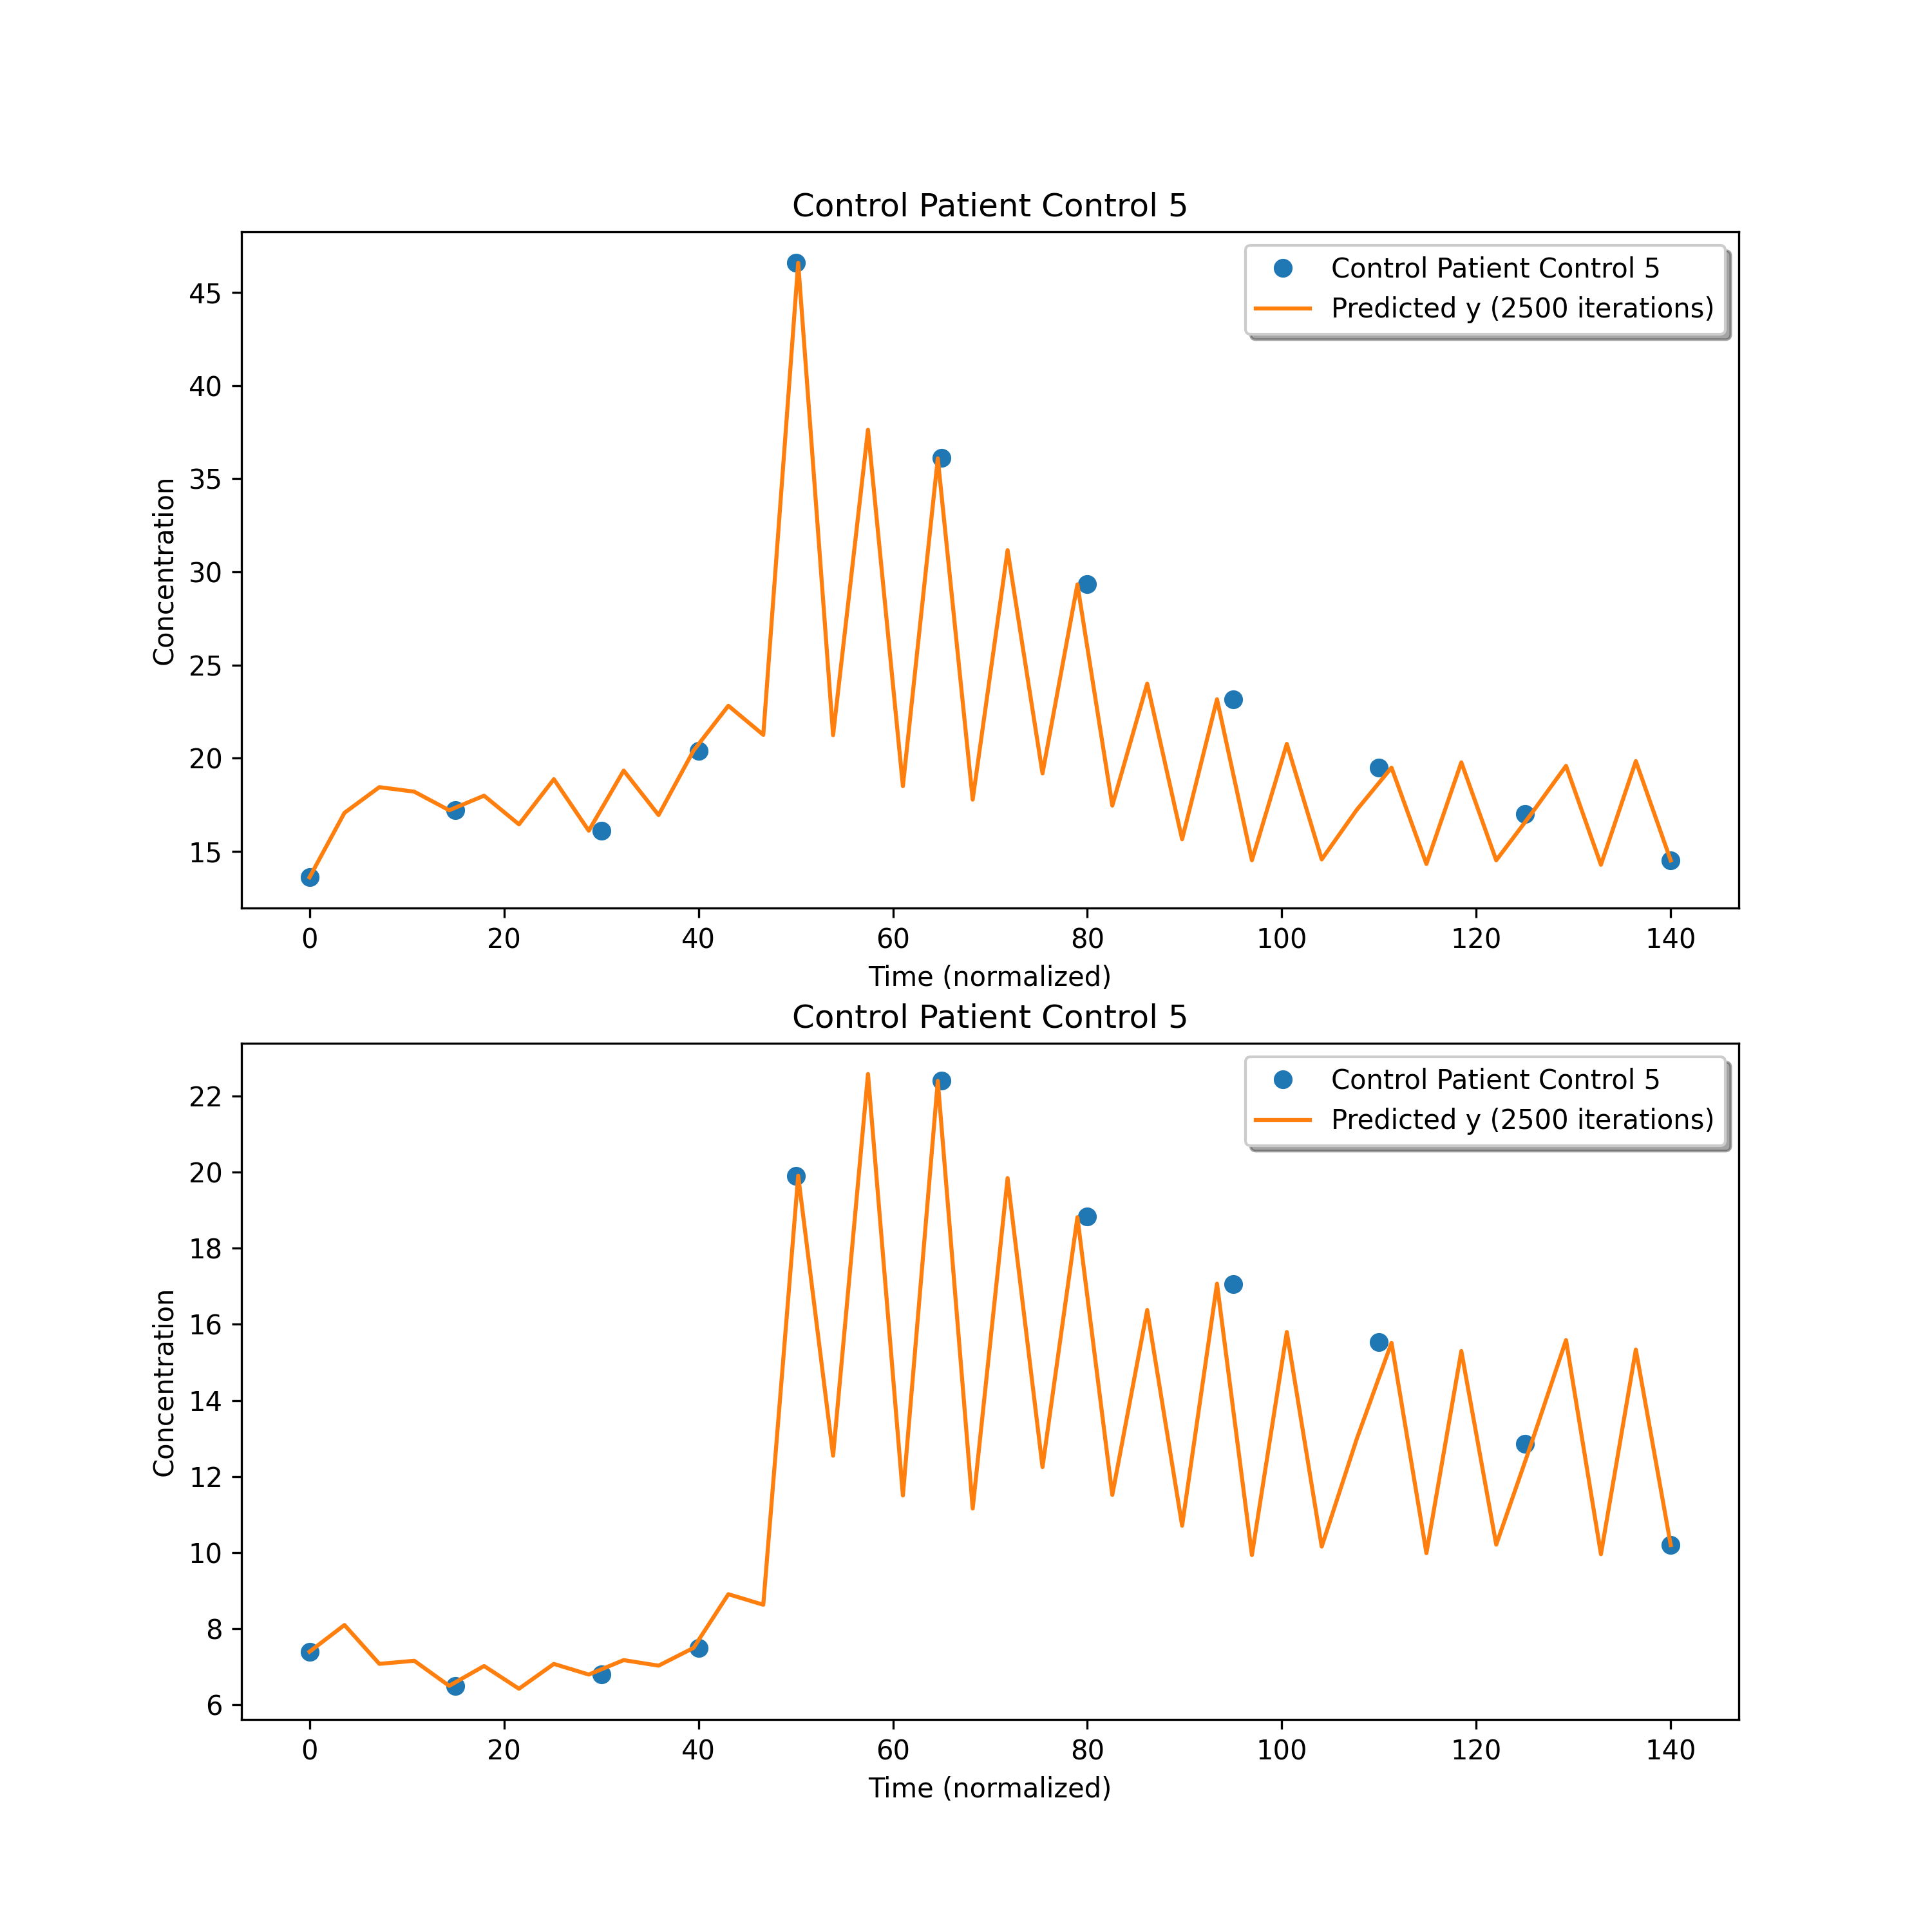 Control Patient Control 5
Control Patient Control 5
Predicted y (2500 iterations)
45
40
35
30
25
20
15
Concentration
0 20 40 60 80 100 120 140
Time (normalized)
Control Patient Control 5
Control Patient Control 5
Predicted y (2500 iterations)
22
20
18
16
14
12
10
8
6
Concentration
0 20 40 60 80 100 120 140
Time (normalized)